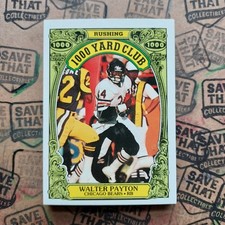 RUSHING
1000 1000
1000 YARD CLUB
WALTER PAYTON
CHICAGO BEARS • RB
SAVE
THAT
COLLECTIBLES